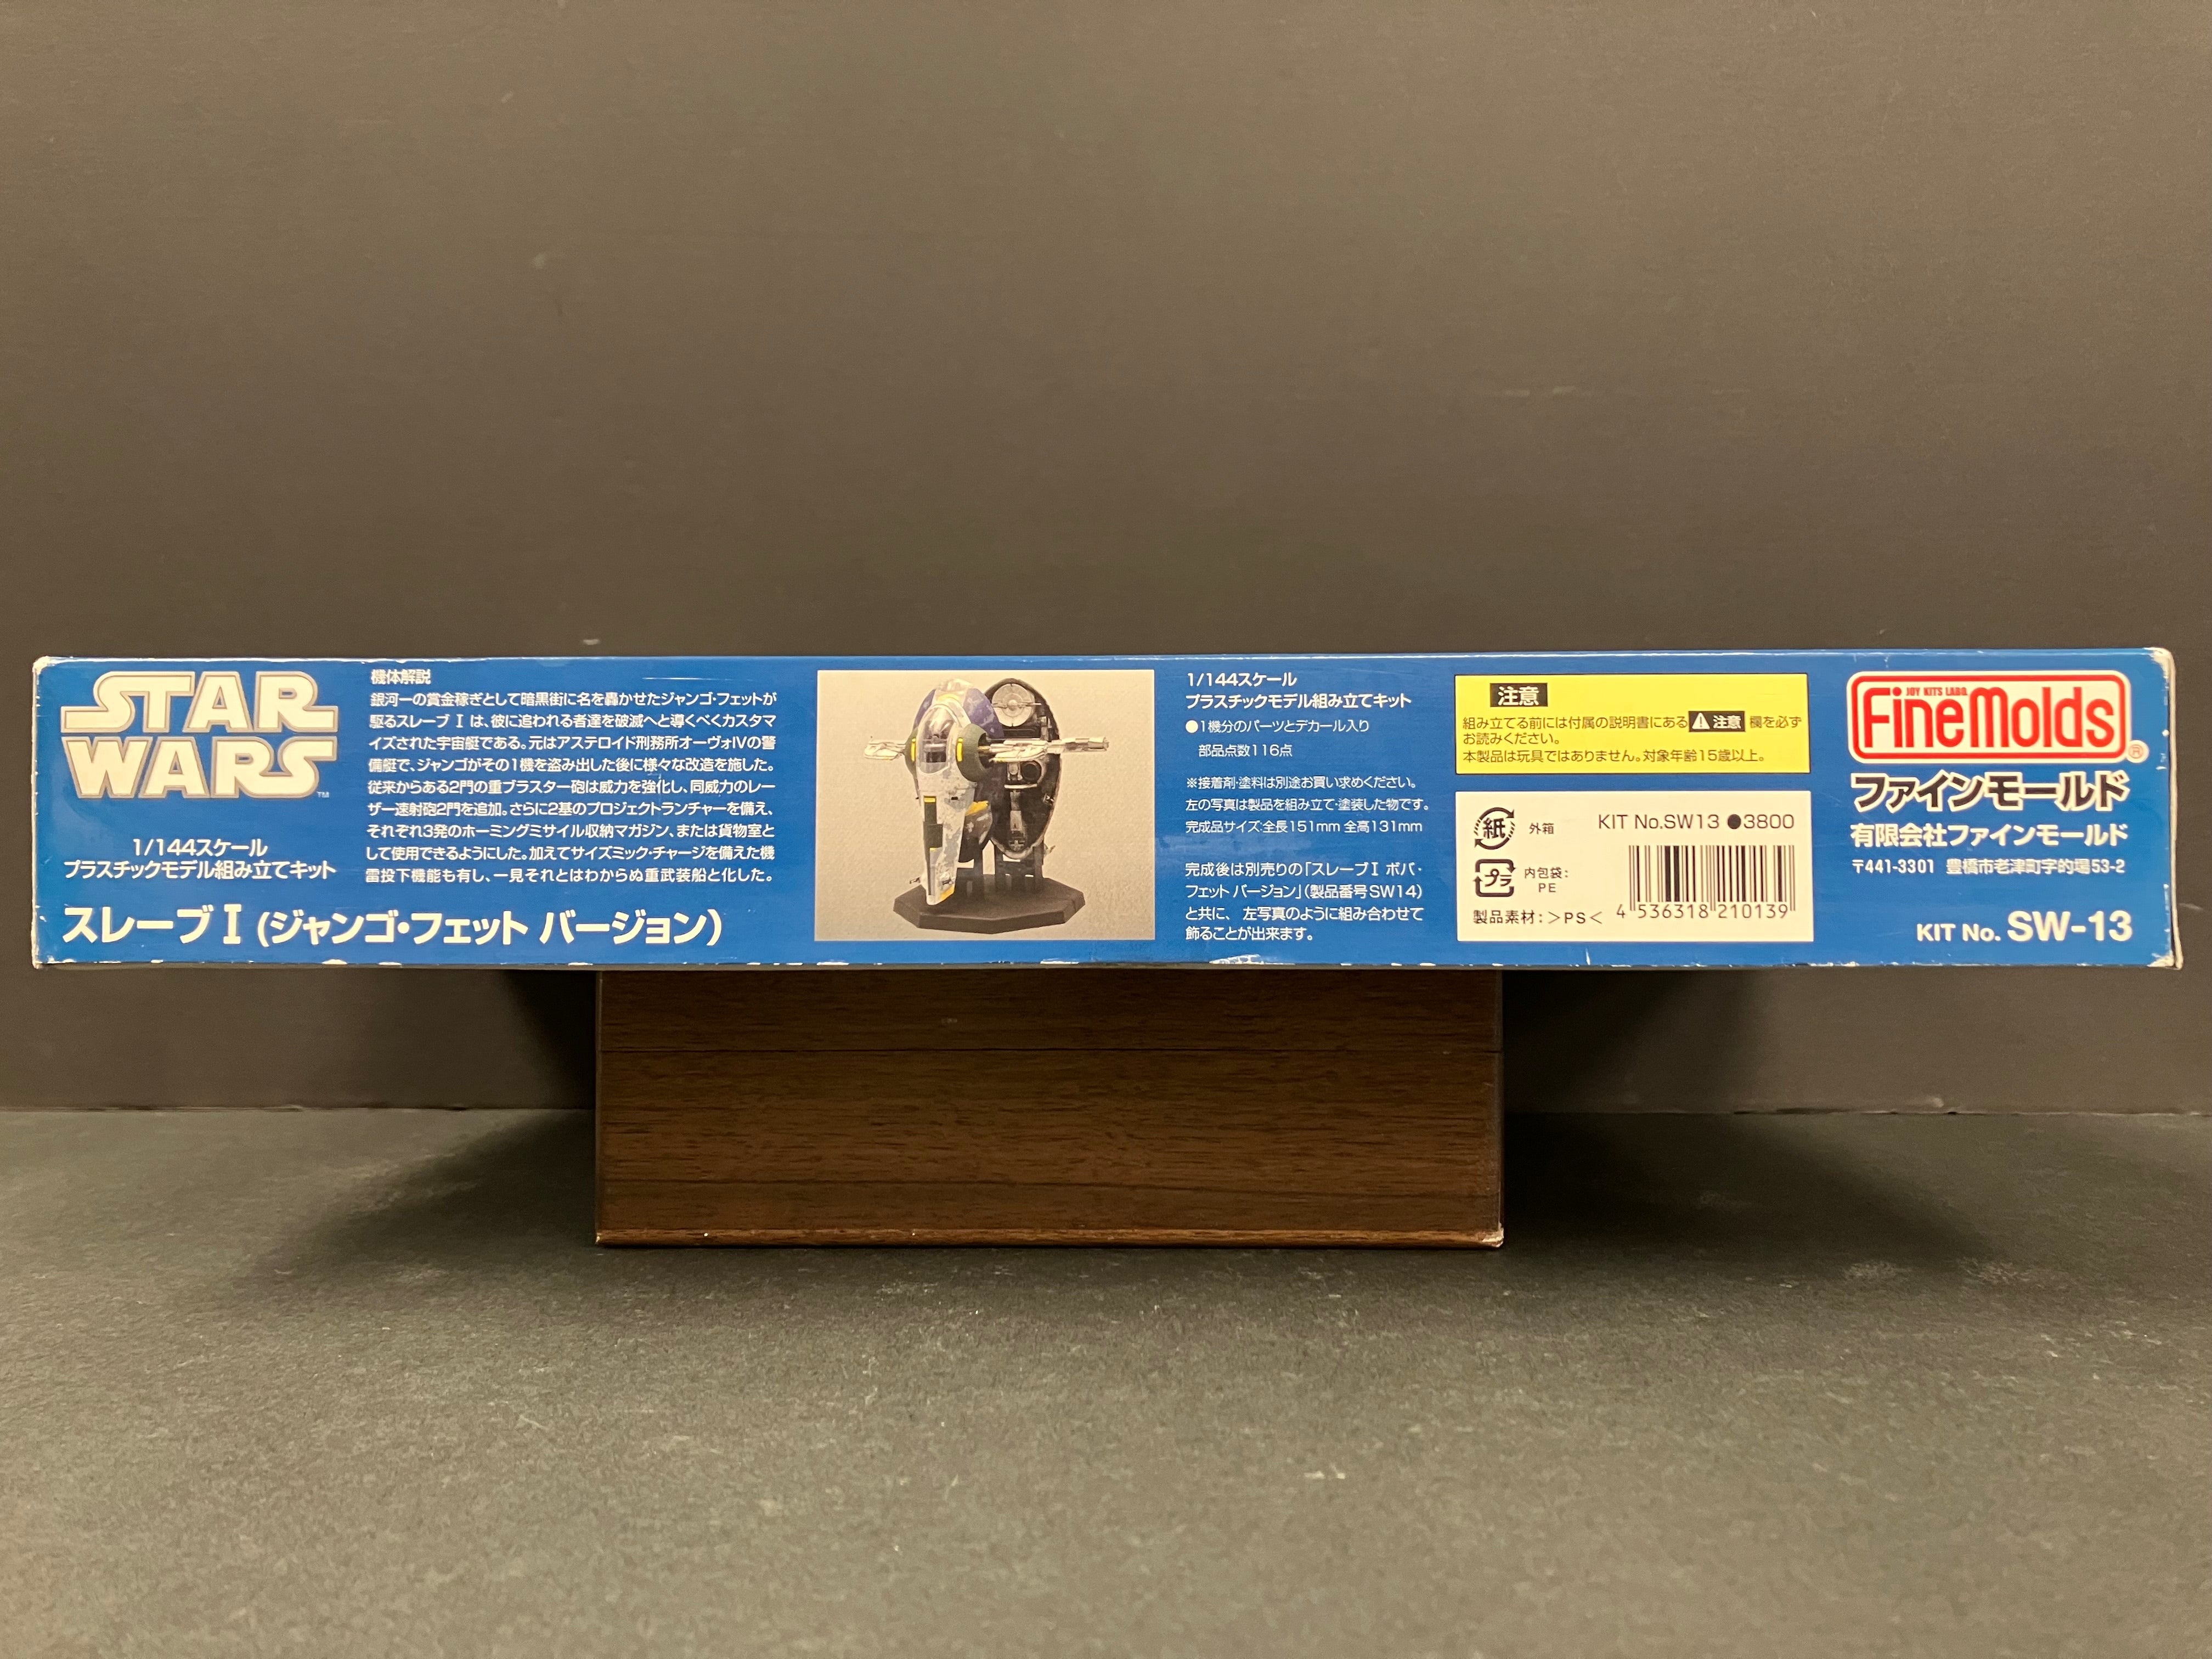 STAR
WARS
TM
1/144スケール
プラスチックモデル組み立てキット
スレーブ I (ジャンゴ・フェット バージョン)
機体解説
銀河一の賞金稼ぎとして暗黒街に名を轟かせたジャンゴ・フェットが
駆るスレーブ I は、彼に追われる者達を破滅へと導くべくカスタマ
イズされた宇宙艇である。元はアステロイド刑務所オーヴォIVの警
備艇で、ジャンゴがその1機を盗み出した後に様々な改造を施した。
従来からある2門の重ブラスター砲は威力を強化し、同威力のレー
ザー速射砲2門を追加。さらに2基のプロジェクトランチャーを備え、
それぞれ3発のホーミングミサイル収納マガジン、または貨物室と
して使用できるようにした。加えてサイズミック・チャージを備えた機
雷投下機能も有し、一見それとはわからぬ重武装船と化した。
1/144スケール
プラスチックモデル組み立てキット
●1機分のパーツとデカール入り
部品点数116点
※接着剤・塗料は別途お買い求めください。
左の写真は製品を組み立て・塗装した物です。
完成品サイズ:全長151mm 全高131mm
完成後は別売りの「スレーブ I ボバ・
フェット バージョン」(製品番号SW14)
と共に、左写真のように組み合わせて
飾ることが出来ます。
注意
組み立てる前には付属の説明書にある 注意 欄を必ず
お読みください。
本製品は玩具ではありません。対象年齢15歳以上。
紙 外箱
プラ 内包袋:
PE
製品素材:>PS<
KIT No.SW13 ●3800
4 536318 210139
JOY KITS LABO.
FineMolds
®
ファインモールド
有限会社ファインモールド
〒441-3301 豊橋市老津町字的場53-2
KIT No. SW-13